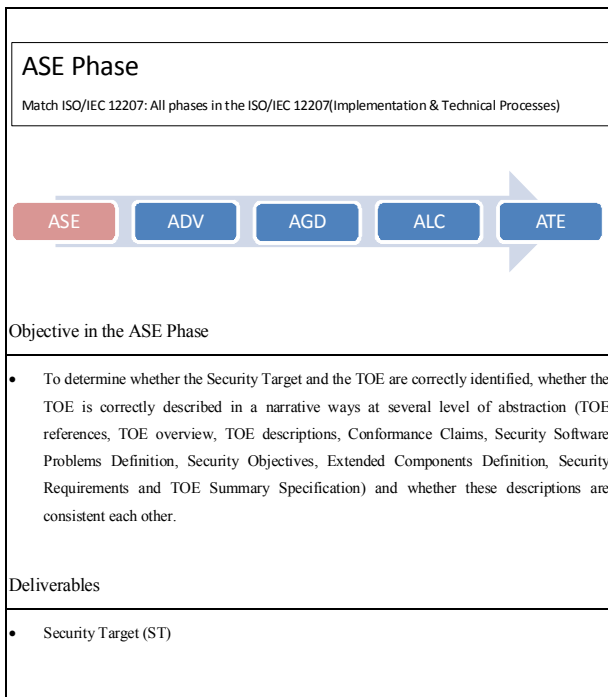 ASE Phase
Match ISO/IEC 12207: All phases in the ISO/IEC 12207(Implementation & Technical Processes)
ASE ADV AGD ALC ATE
Objective in the ASE Phase
• To determine whether the Security Target and the TOE are correctly identified, whether the
TOE is correctly described in a narrative ways at several level of abstraction (TOE
references, TOE overview, TOE descriptions, Conformance Claims, Security Software
Problems Definition, Security Objectives, Extended Components Definition, Security
Requirements and TOE Summary Specification) and whether these descriptions are
consistent each other.
Deliverables
• Security Target (ST)